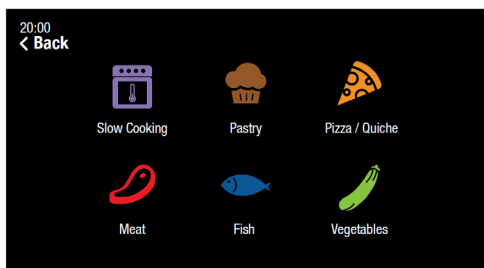 20:00
< Back
Slow Cooking
Pastry
Pizza / Quiche
Meat
Fish
Vegetables